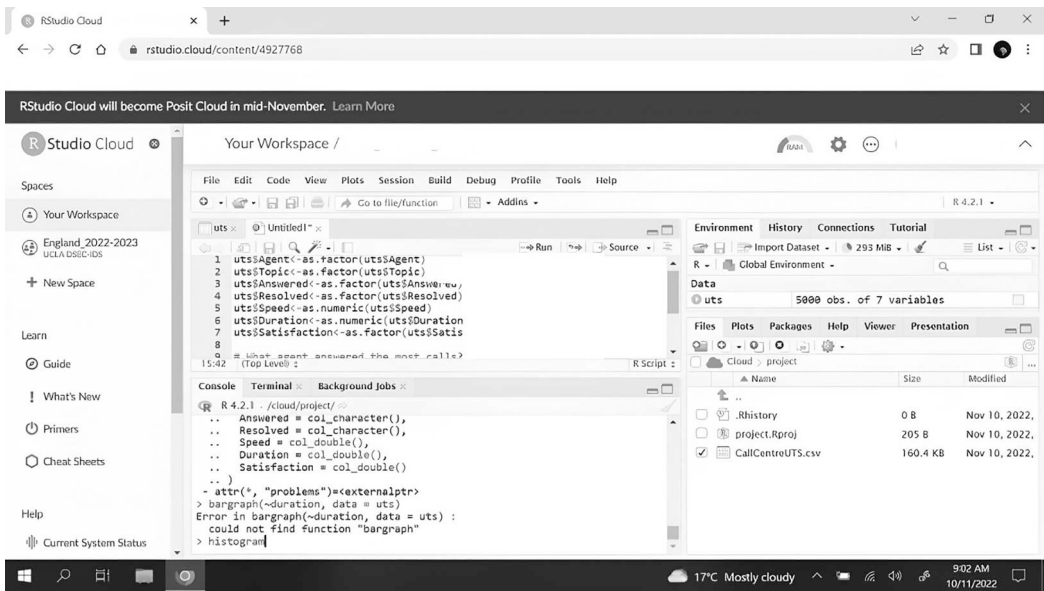 RStudio Cloud
rstudio.cloud/content/4927768
RStudio Cloud will become Posit Cloud in mid-November. Learn More
R Studio Cloud
Your Workspace /
RAM
Spaces
Your Workspace
England_2022-2023
UCLA DSEC-IDS
New Space
Learn
Guide
What's New
Primers
Cheat Sheets
Help
Current System Status
File Edit Code View Plots Session Build Debug Profile Tools Help
Go to file/function Addins R 4.2.1
uts Untitled1*
Run Source
1 uts$Agent<-as.factor(uts$Agent)
2 uts$Topic<-as.factor(uts$Topic)
3 uts$Answered<-as.factor(uts$Answered)
4 uts$Resolved<-as.factor(uts$Resolved)
5 uts$Speed<-as.numeric(uts$Speed)
6 uts$Duration<-as.numeric(uts$Duration
7 uts$Satisfaction<-as.factor(uts$Satis
8
9 # What agent answered the most calls?
15:42 (Top Level) R Script
Console Terminal Background Jobs
R 4.2.1 . /cloud/project/
.. Answered = col_character(),
.. Resolved = col_character(),
.. Speed = col_double(),
.. Duration = col_double(),
.. Satisfaction = col_double()
.. )
- attr(*, "problems")=<externalptr>
> bargraph(~duration, data = uts)
Error in bargraph(~duration, data = uts) :
could not find function "bargraph"
> histogram
Environment History Connections Tutorial
Import Dataset 293 MiB List
R Global Environment
Data
uts 5000 obs. of 7 variables
Files Plots Packages Help Viewer Presentation
Cloud > project
Name Size Modified
..
.Rhistory 0 B Nov 10, 2022,
project.Rproj 205 B Nov 10, 2022,
CallCentreUTS.csv 160.4 KB Nov 10, 2022,
17°C Mostly cloudy
9:02 AM
10/11/2022